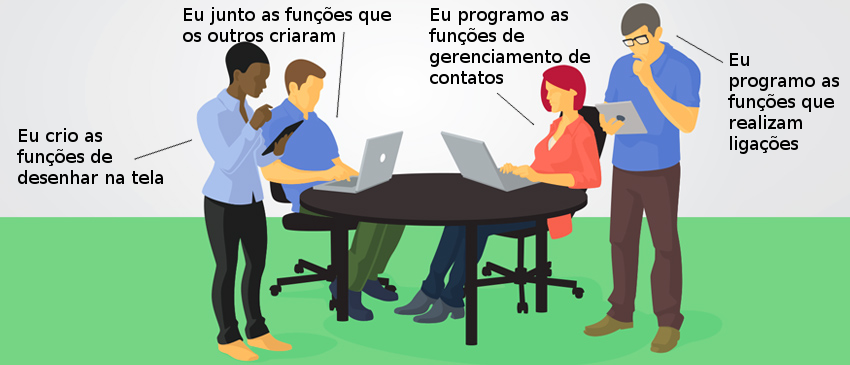 Eu crio as
funções de
desenhar na tela
Eu junto as funções que
os outros criaram
Eu programo as
funções de
gerenciamento de
contatos
Eu
programo as
funções que
realizam
ligações